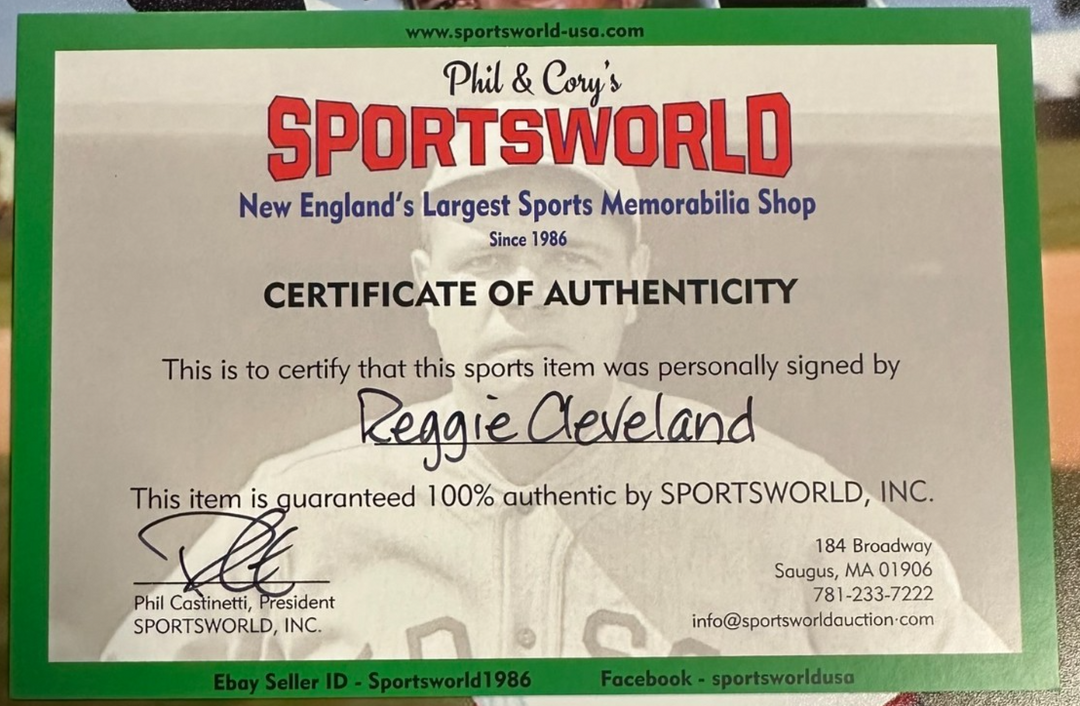 www.sportsworld-usa.com
Phil & Cory's
SPORTSWORLD
New England's Largest Sports Memorabilia Shop
Since 1986
CERTIFICATE OF AUTHENTICITY
This is to certify that this sports item was personally signed by
Reggie Cleveland
This item is guaranteed 100% authentic by SPORTSWORLD, INC.
Phil Castinetti, President
SPORTSWORLD, INC.
184 Broadway
Saugus, MA 01906
781-233-7222
info@sportsworldauction.com
Ebay Seller ID - Sportsworld1986 Facebook - sportsworldusa